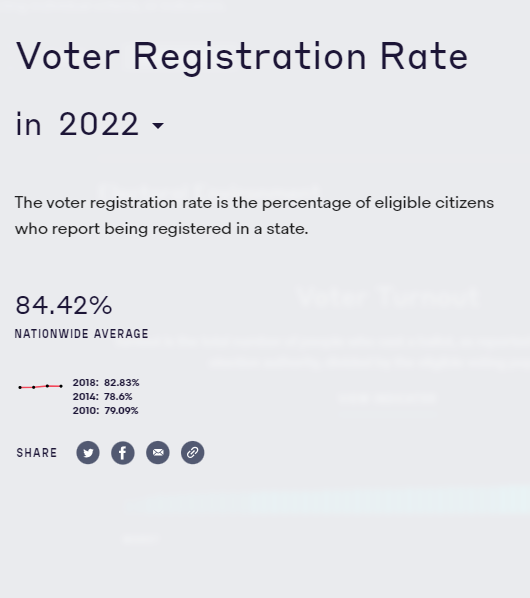 Voter Registration Rate
in 2022
The voter registration rate is the percentage of eligible citizens
who report being registered in a state.
84.42%
NATIONWIDE AVERAGE
2018: 82.83%
2014: 78.6%
2010: 79.09%
SHARE